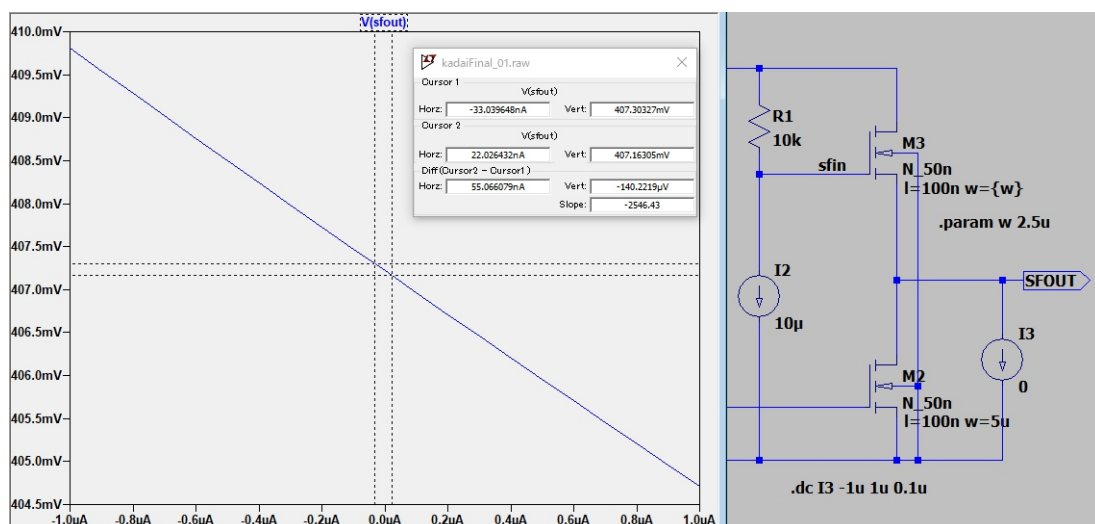 V(sfout)
410.0mV
409.5mV
409.0mV
408.5mV
408.0mV
407.5mV
407.0mV
406.5mV
406.0mV
405.5mV
405.0mV
404.5mV
-1.0uA -0.8uA -0.6uA -0.4uA -0.2uA 0.0uA 0.2uA 0.4uA 0.6uA 0.8uA 1.0uA
kadaiFinal_01.raw
Cursor 1
V(sfout)
Horz: -33.039648nA Vert: 407.30327mV
Cursor 2
V(sfout)
Horz: 22.026432nA Vert: 407.16305mV
Diff(Cursor2 - Cursor1)
Horz: 55.066079nA Vert: -140.2219µV
Slope: -2546.43
R1
10k
sfin
M3
N_50n
l=100n w={w}
.param w 2.5u
I2
10µ
SFOUT
I3
0
M2
N_50n
l=100n w=5u
.dc I3 -1u 1u 0.1u